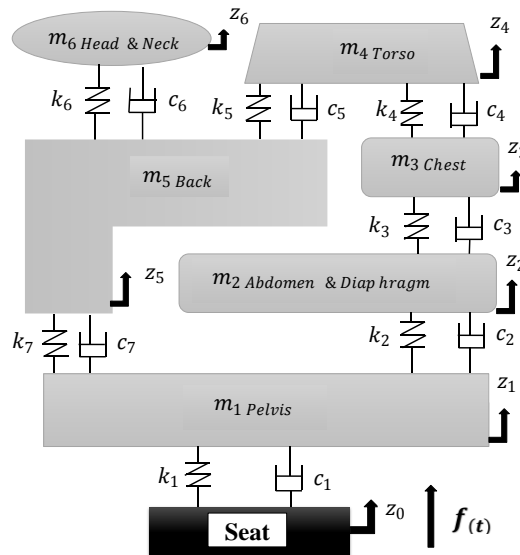 z₆
m₆ Head & Neck
z₄
m₄ Torso
k₆ c₆ k₅ c₅ k₄ c₄
m₅ Back
m₃ Chest
k₃ c₃
z₅
m₂ Abdomen & Diap hragm
z₂
k₇ c₇ k₂ c₂
m₁ Pelvis
z₁
k₁ c₁
z₀
Seat
f₍t₎